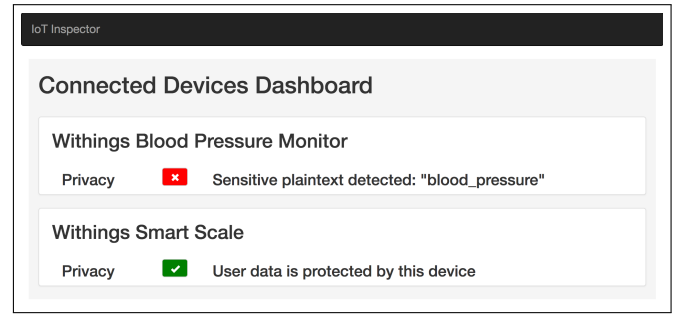 IoT Inspector
Connected Devices Dashboard
Withings Blood Pressure Monitor
Privacy Sensitive plaintext detected: "blood_pressure"
Withings Smart Scale
Privacy User data is protected by this device